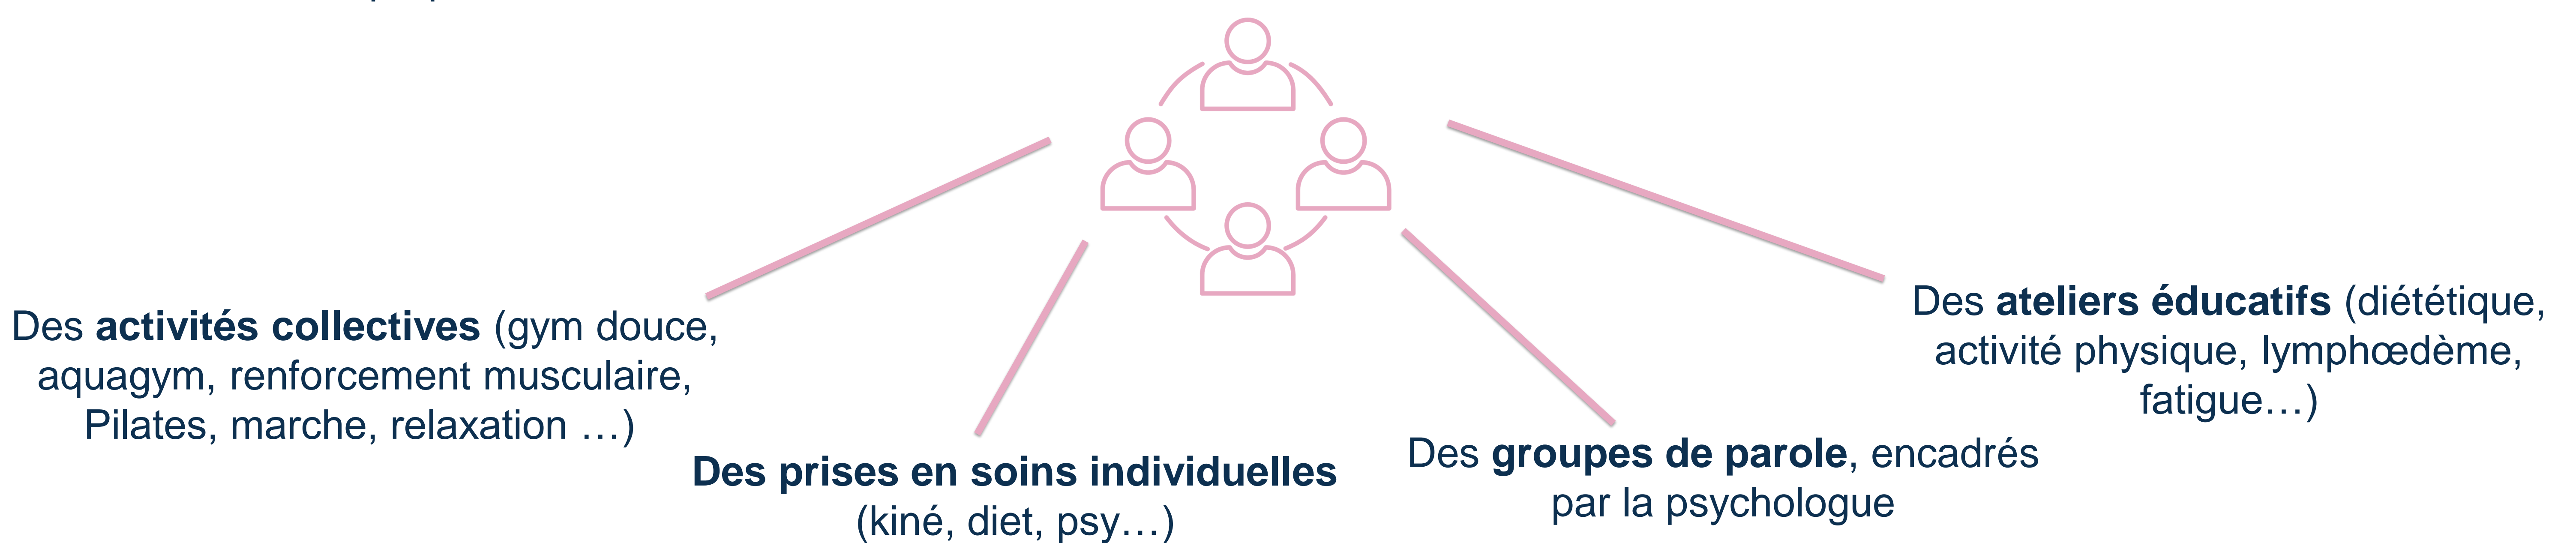 Des activités collectives (gym douce,
aquagym, renforcement musculaire,
Pilates, marche, relaxation …)
Des prises en soins individuelles
(kiné, diet, psy…)
Des groupes de parole, encadrés
par la psychologue
Des ateliers éducatifs (diététique,
activité physique, lymphœdème,
fatigue…)